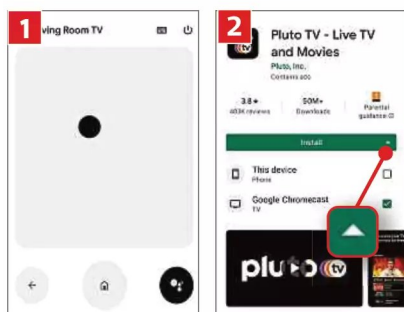 1
ving Room TV
2
Pluto TV - Live TV
and Movies
Pluto, Inc.
Contains ads
3.8★
50M+
Parental
reviews
Downloads
guidance
Install
This device
Phone
Google Chromecast
TV
pluto tv